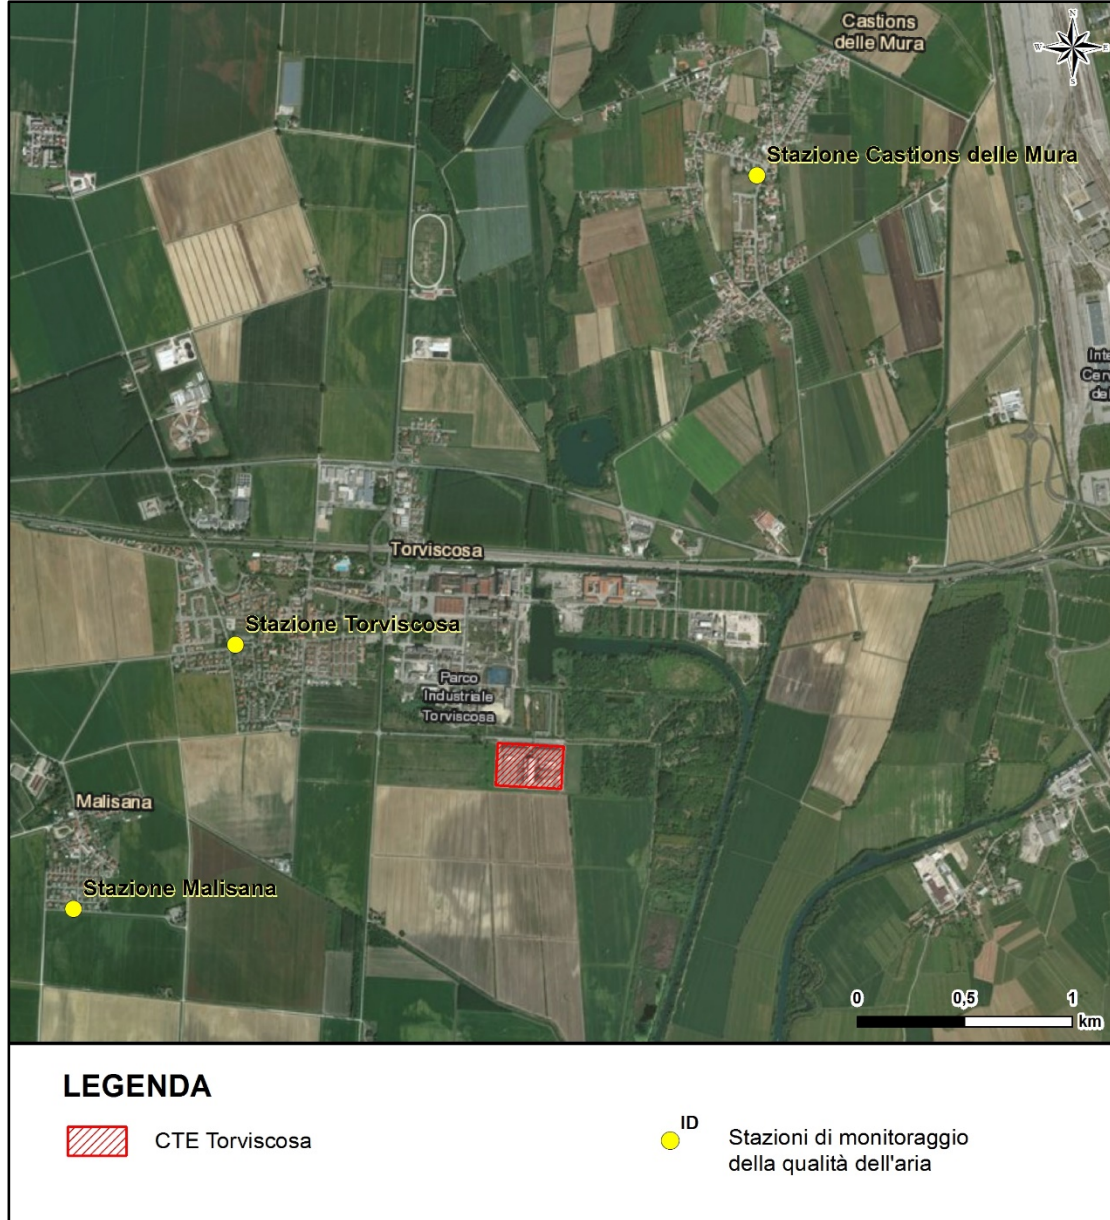 Castions
delle Mura
N
W
E
S
Stazione Castions delle Mura
Torviscosa
Stazione Torviscosa
Parco
Industriale
Torviscosa
Malisana
Stazione Malisana
0
0,5
1
km
LEGENDA
CTE Torviscosa
ID
Stazioni di monitoraggio
della qualità dell'aria